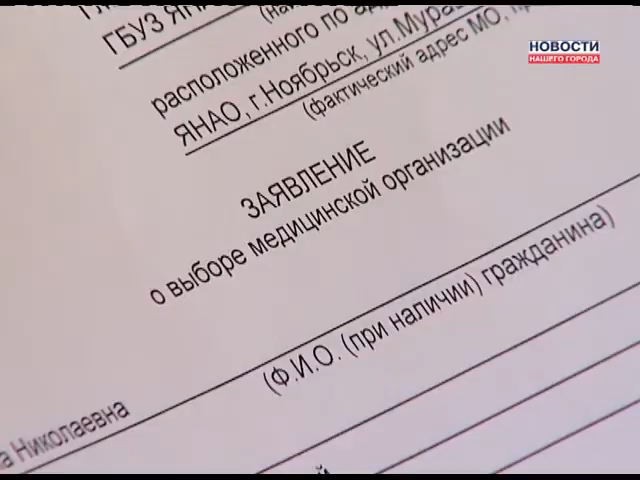 ГБУЗ
расположенного по
ЯНАО, г.Ноябрьск, ул.
(фактический адрес МО,
ЗАЯВЛЕНИЕ
о выборе медицинской организации
(Ф.И.О. (при наличии) гражданина)
Николаевна
НОВОСТИ
НАШЕГО ГОРОДА